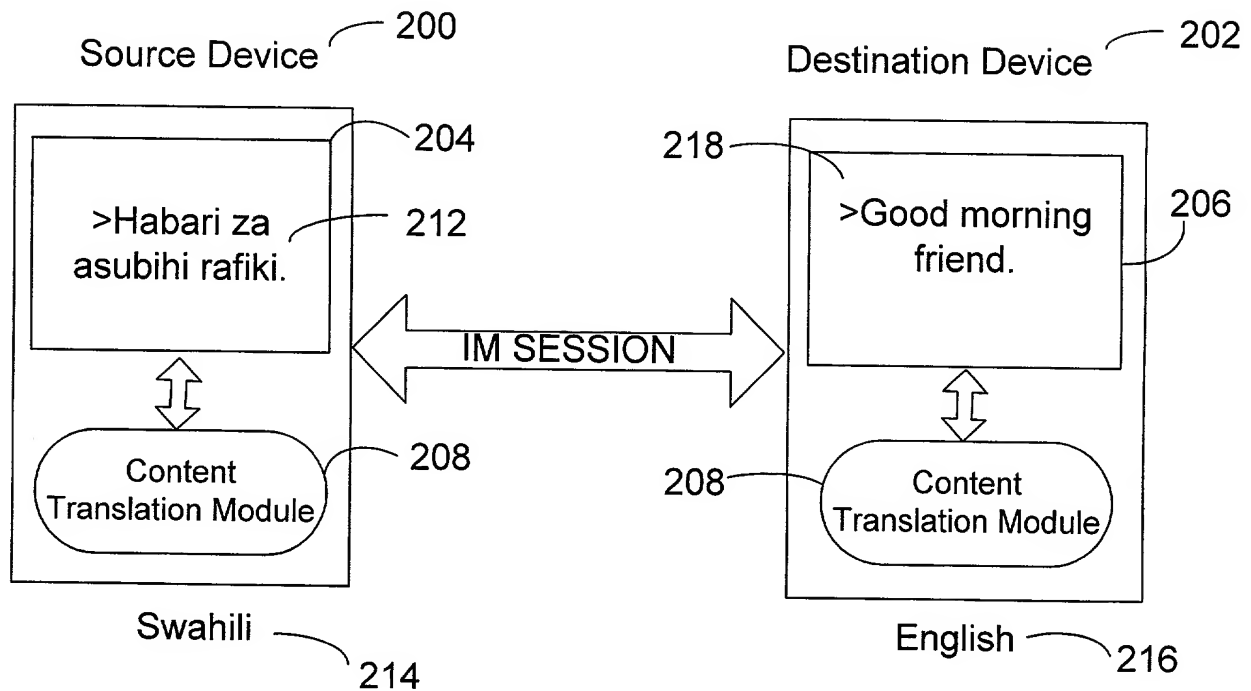 Source Device
200
Destination Device
202
204
>Habari za
asubihi rafiki.
212
218
>Good morning
friend.
206
IM SESSION
Content
Translation Module
208
208
Content
Translation Module
Swahili
214
English
216